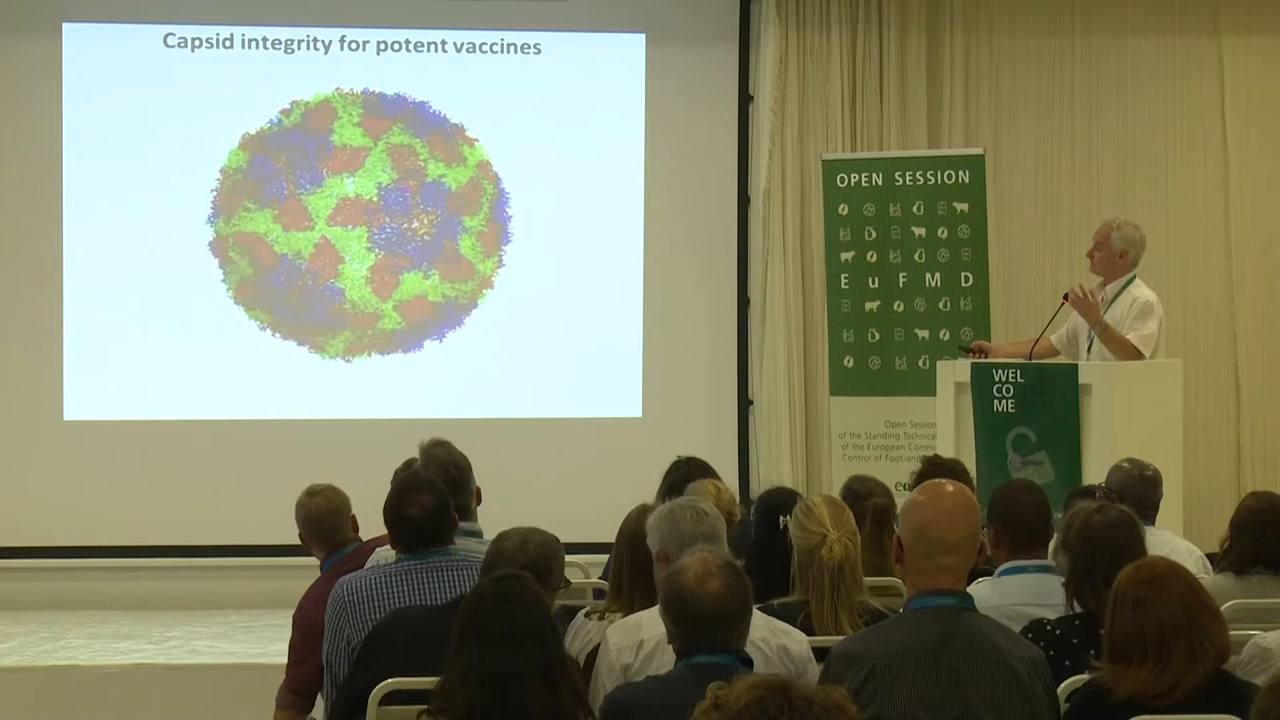 Capsid integrity for potent vaccines
OPEN SESSION
E u F M D
Open Session
of the Standing Technical
of the European Comm
Control of Foot-and
WEL
CO
ME